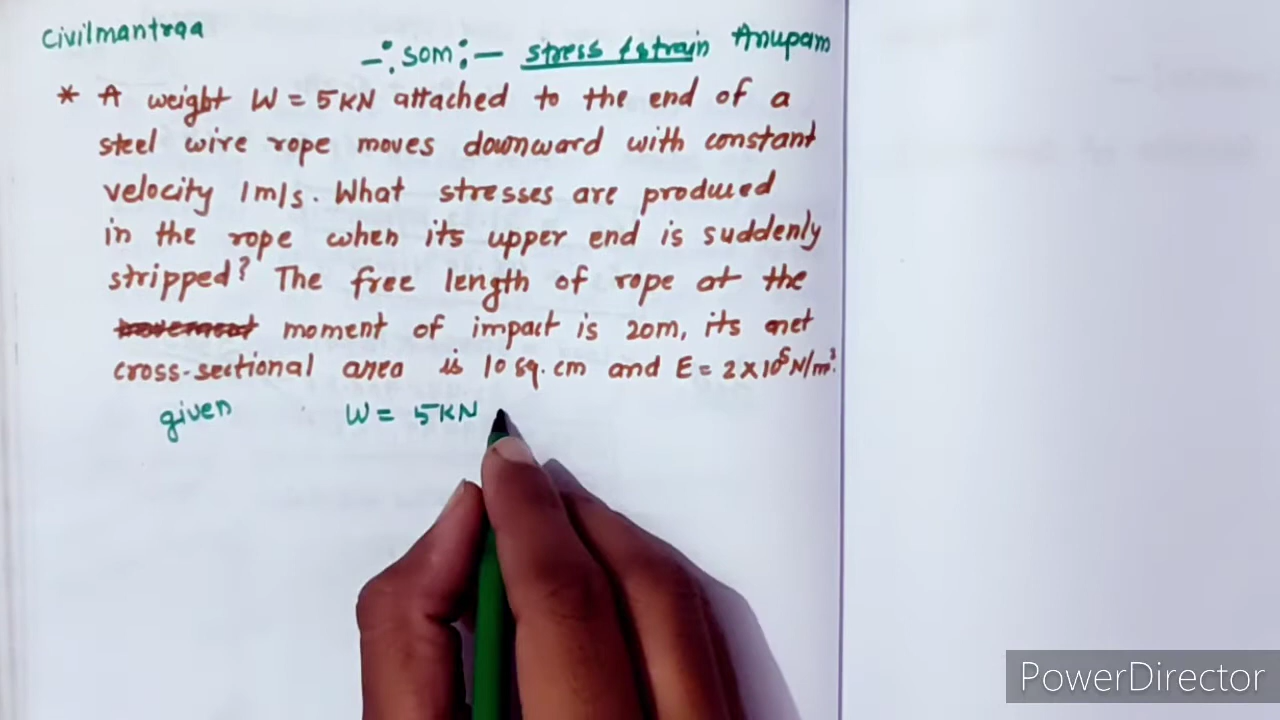 civilmantraa
-: SOM :- stress & strain Anupam
* A weight W = 5KN attached to the end of a
steel wire rope moves downward with constant
velocity 1m/s. What stresses are produced
in the rope when its upper end is suddenly
stripped? The free length of rope at the
moment of impact is 20m, its net
cross-sectional area is 10 sq.cm and E = 2×10⁵N/m².
given W = 5KN
PowerDirector